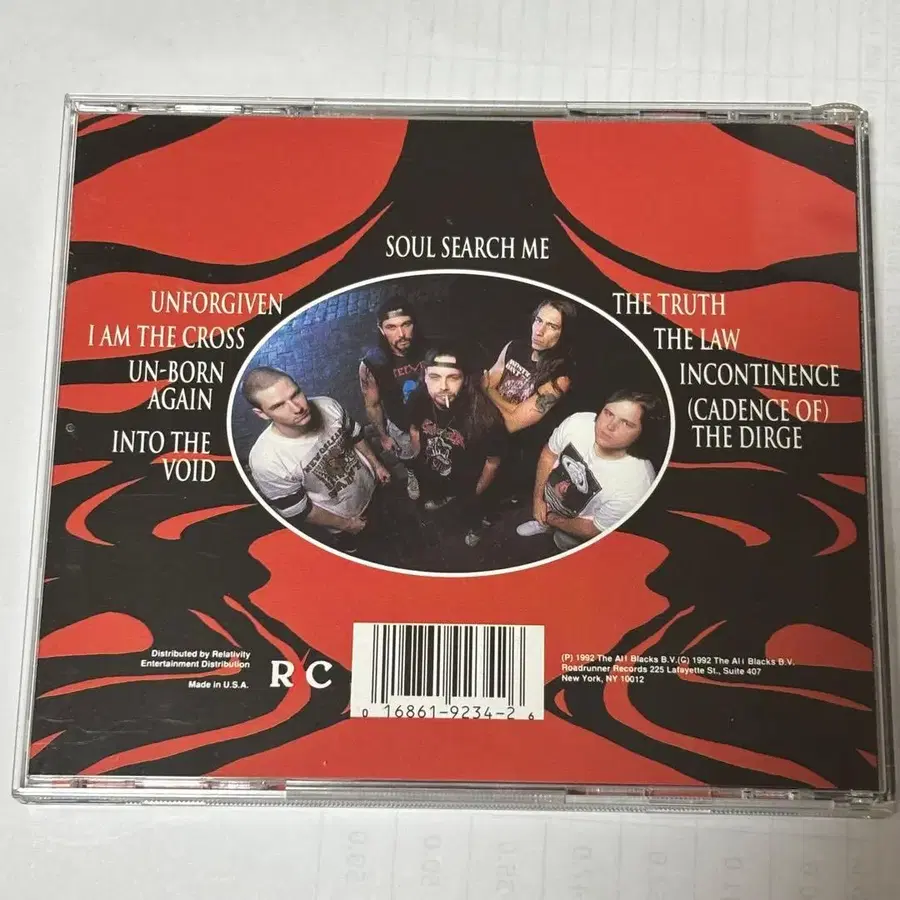 SOUL SEARCH ME
UNFORGIVEN
I AM THE CROSS
UN-BORN
AGAIN
INTO THE
VOID
THE TRUTH
THE LAW
INCONTINENCE
(CADENCE OF)
THE DIRGE
Distributed by Relativity
Entertainment Distribution
Made in U.S.A.
R/C
0 16861-9234-2 6
(P) 1992 The All Blacks B.V.(C) 1992 The All Blacks B.V.
Roadrunner Records 225 Lafayette St., Suite 407
New York, NY 10012